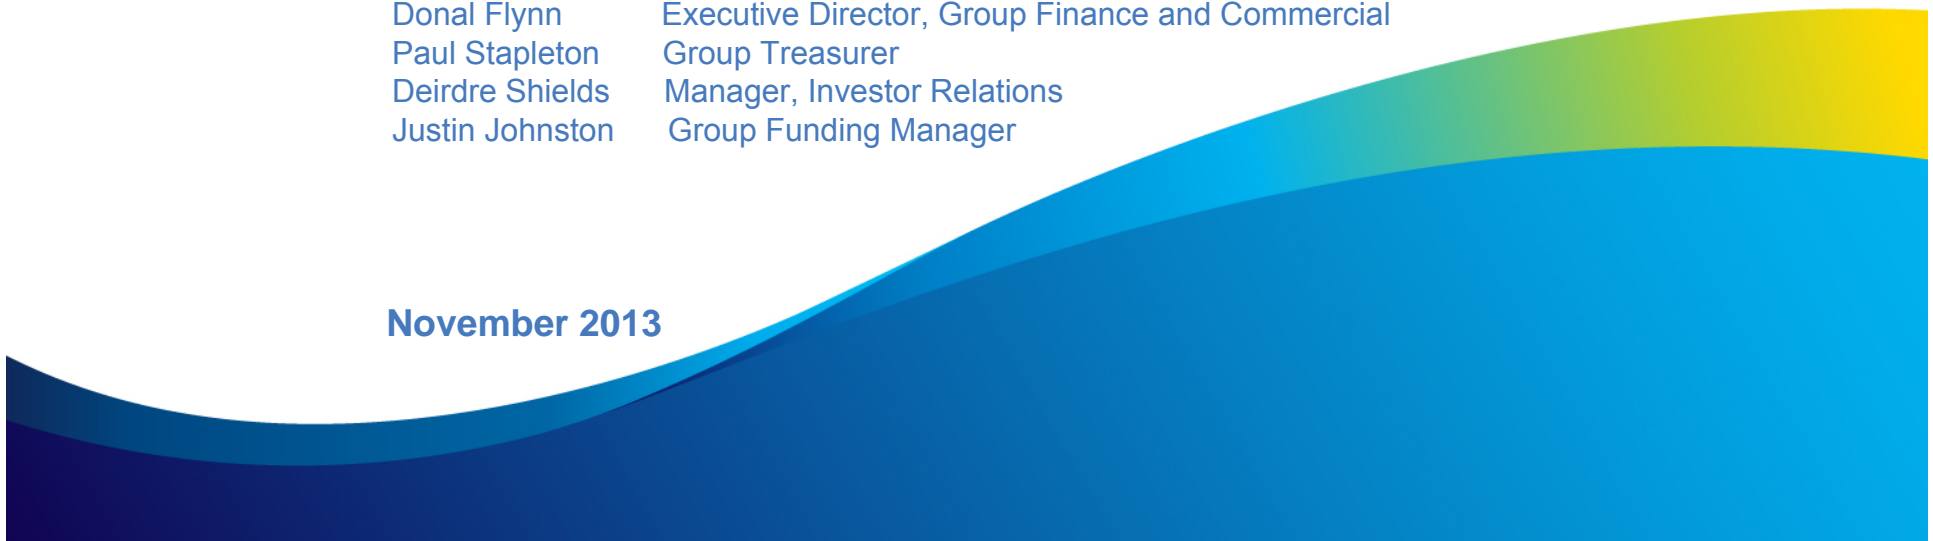 Donal Flynn Executive Director, Group Finance and Commercial
Paul Stapleton Group Treasurer
Deirdre Shields Manager, Investor Relations
Justin Johnston Group Funding Manager
November 2013